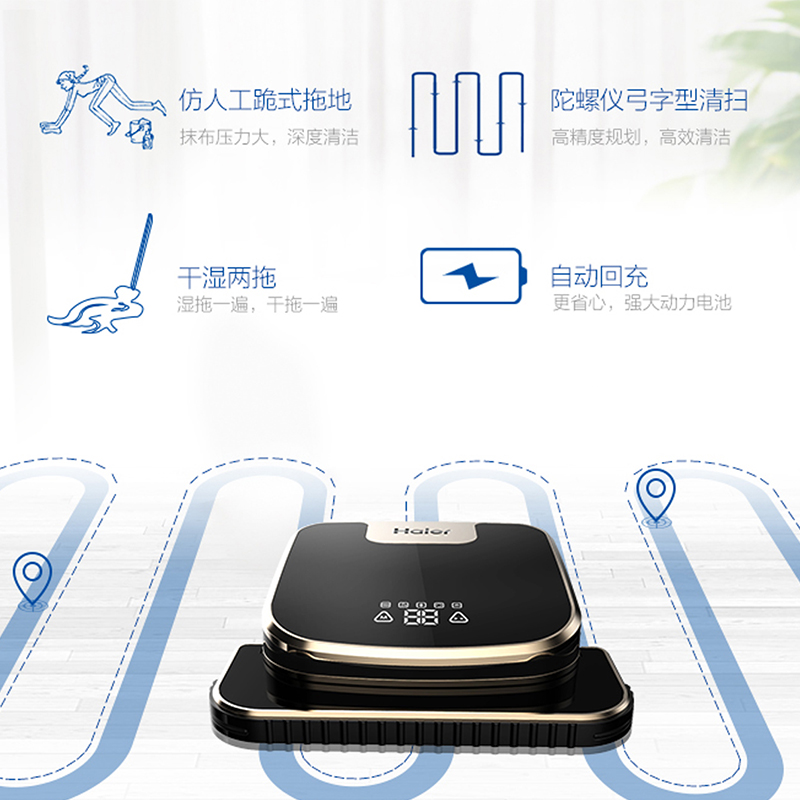 仿人工跪式拖地
抹布压力大，深度清洁
陀螺仪弓字型清扫
高精度规划，高效清洁
干湿两拖
湿拖一遍，干拖一遍
自动回充
更省心，强大动力电池
Haier
88